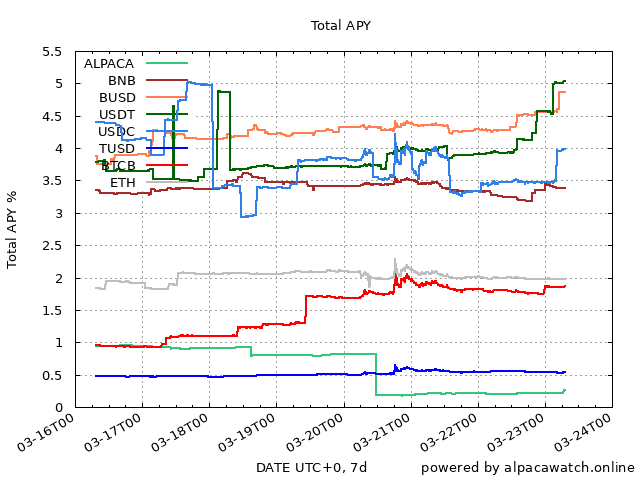 Total APY
5.5
5
4.5
4
3.5
3
2.5
2
1.5
1
0.5
0
Total APY %
ALPACA
BNB
BUSD
USDT
USDC
TUSD
BTCB
ETH
03-16T00
03-17T00
03-18T00
03-19T00
03-20T00
03-21T00
03-22T00
03-23T00
03-24T00
DATE UTC+0, 7d
powered by alpacawatch.online